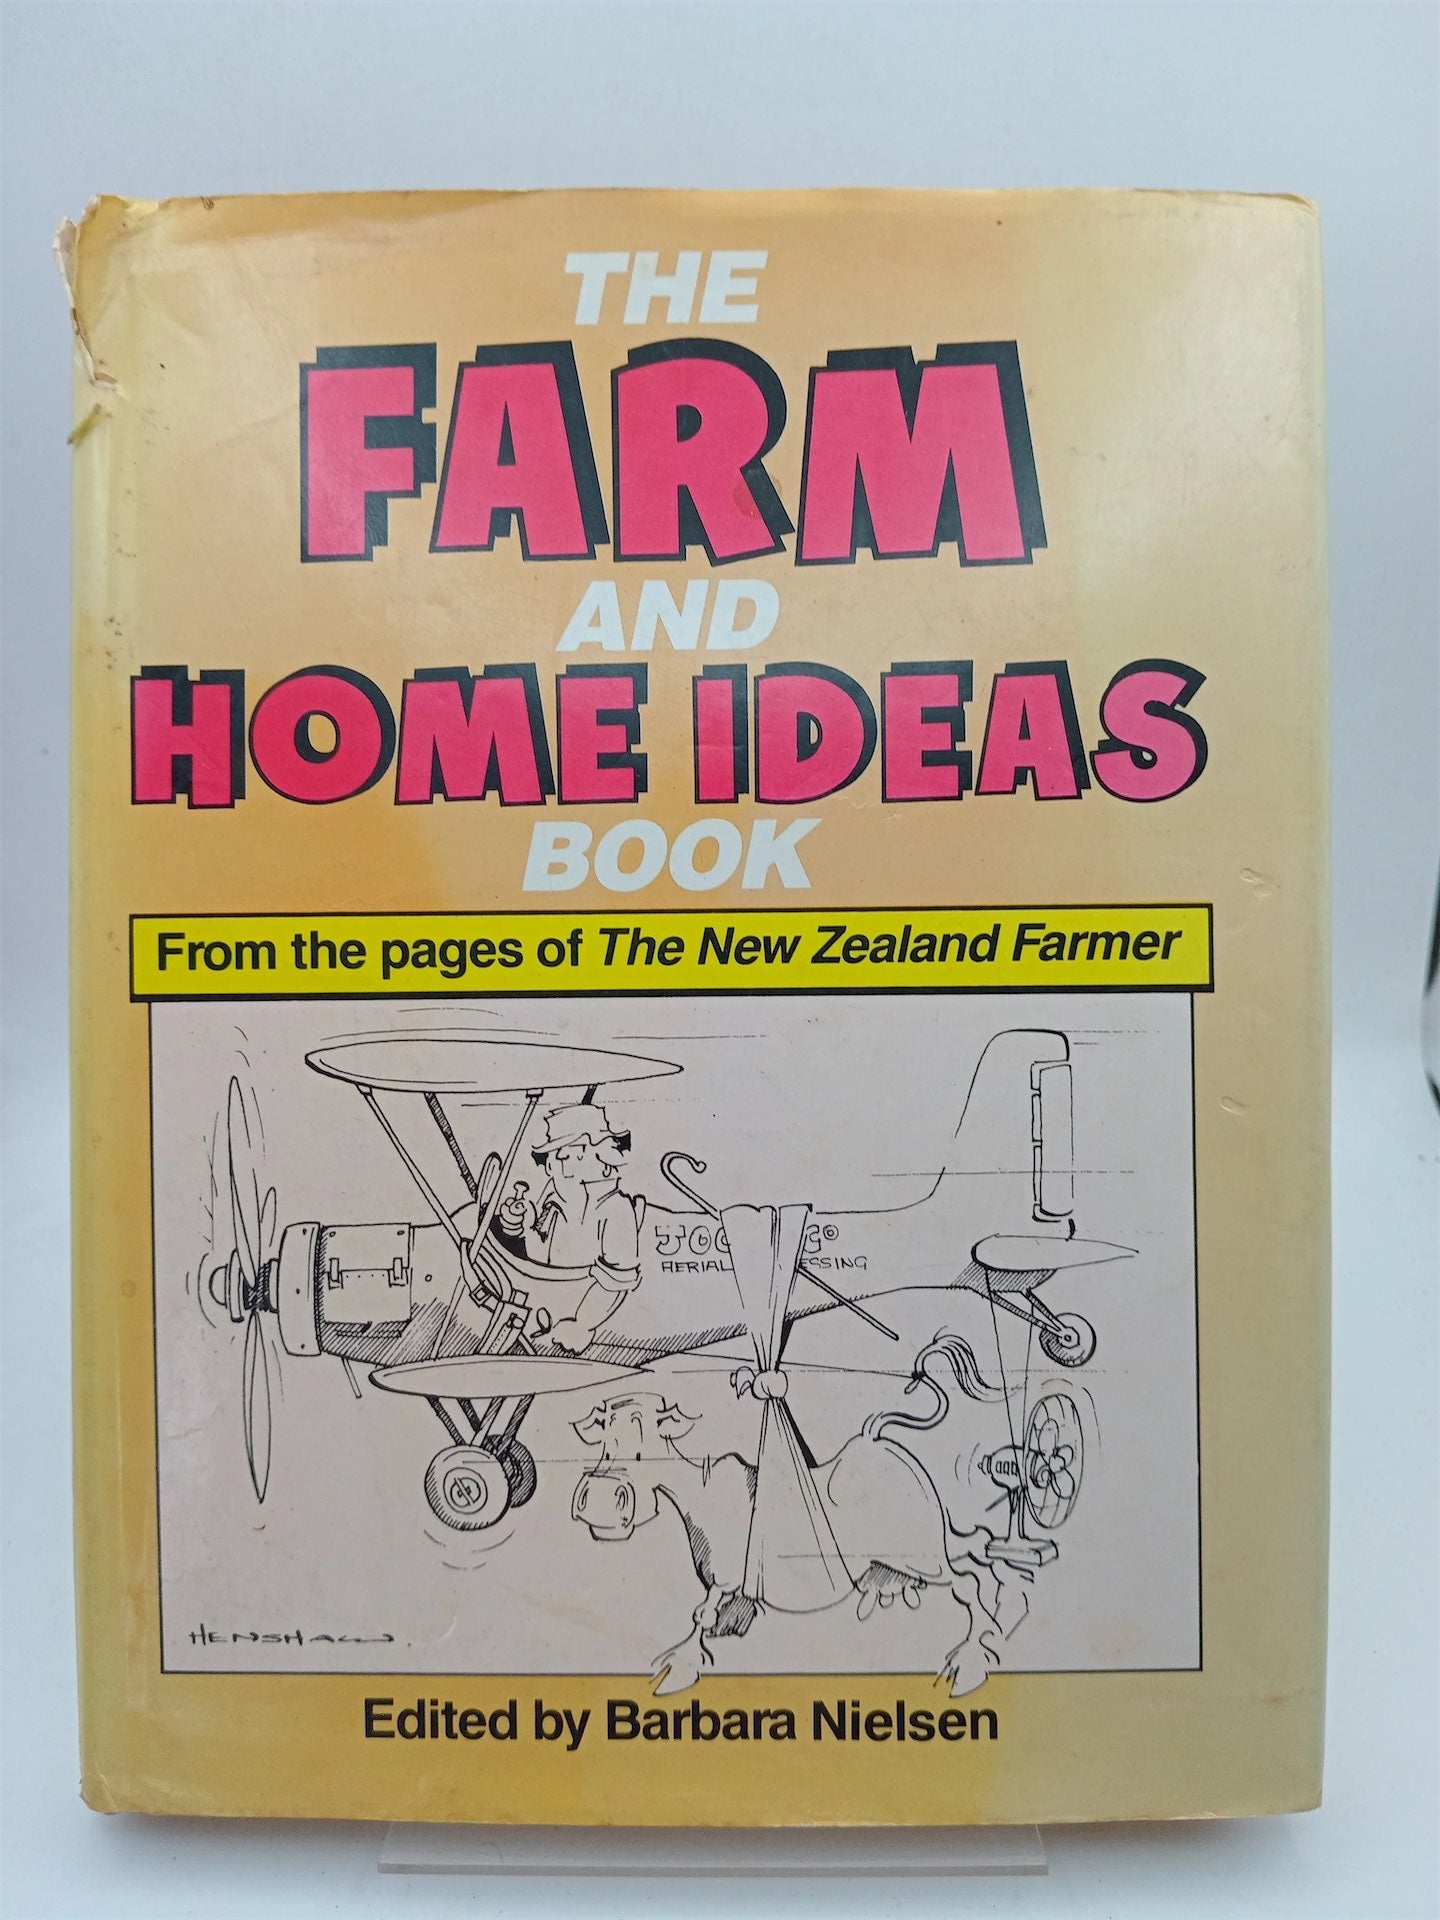 THE
FARM
AND
HOME IDEAS
BOOK
From the pages of The New Zealand Farmer
AERIAL
HENSHAW.
Edited by Barbara Nielsen